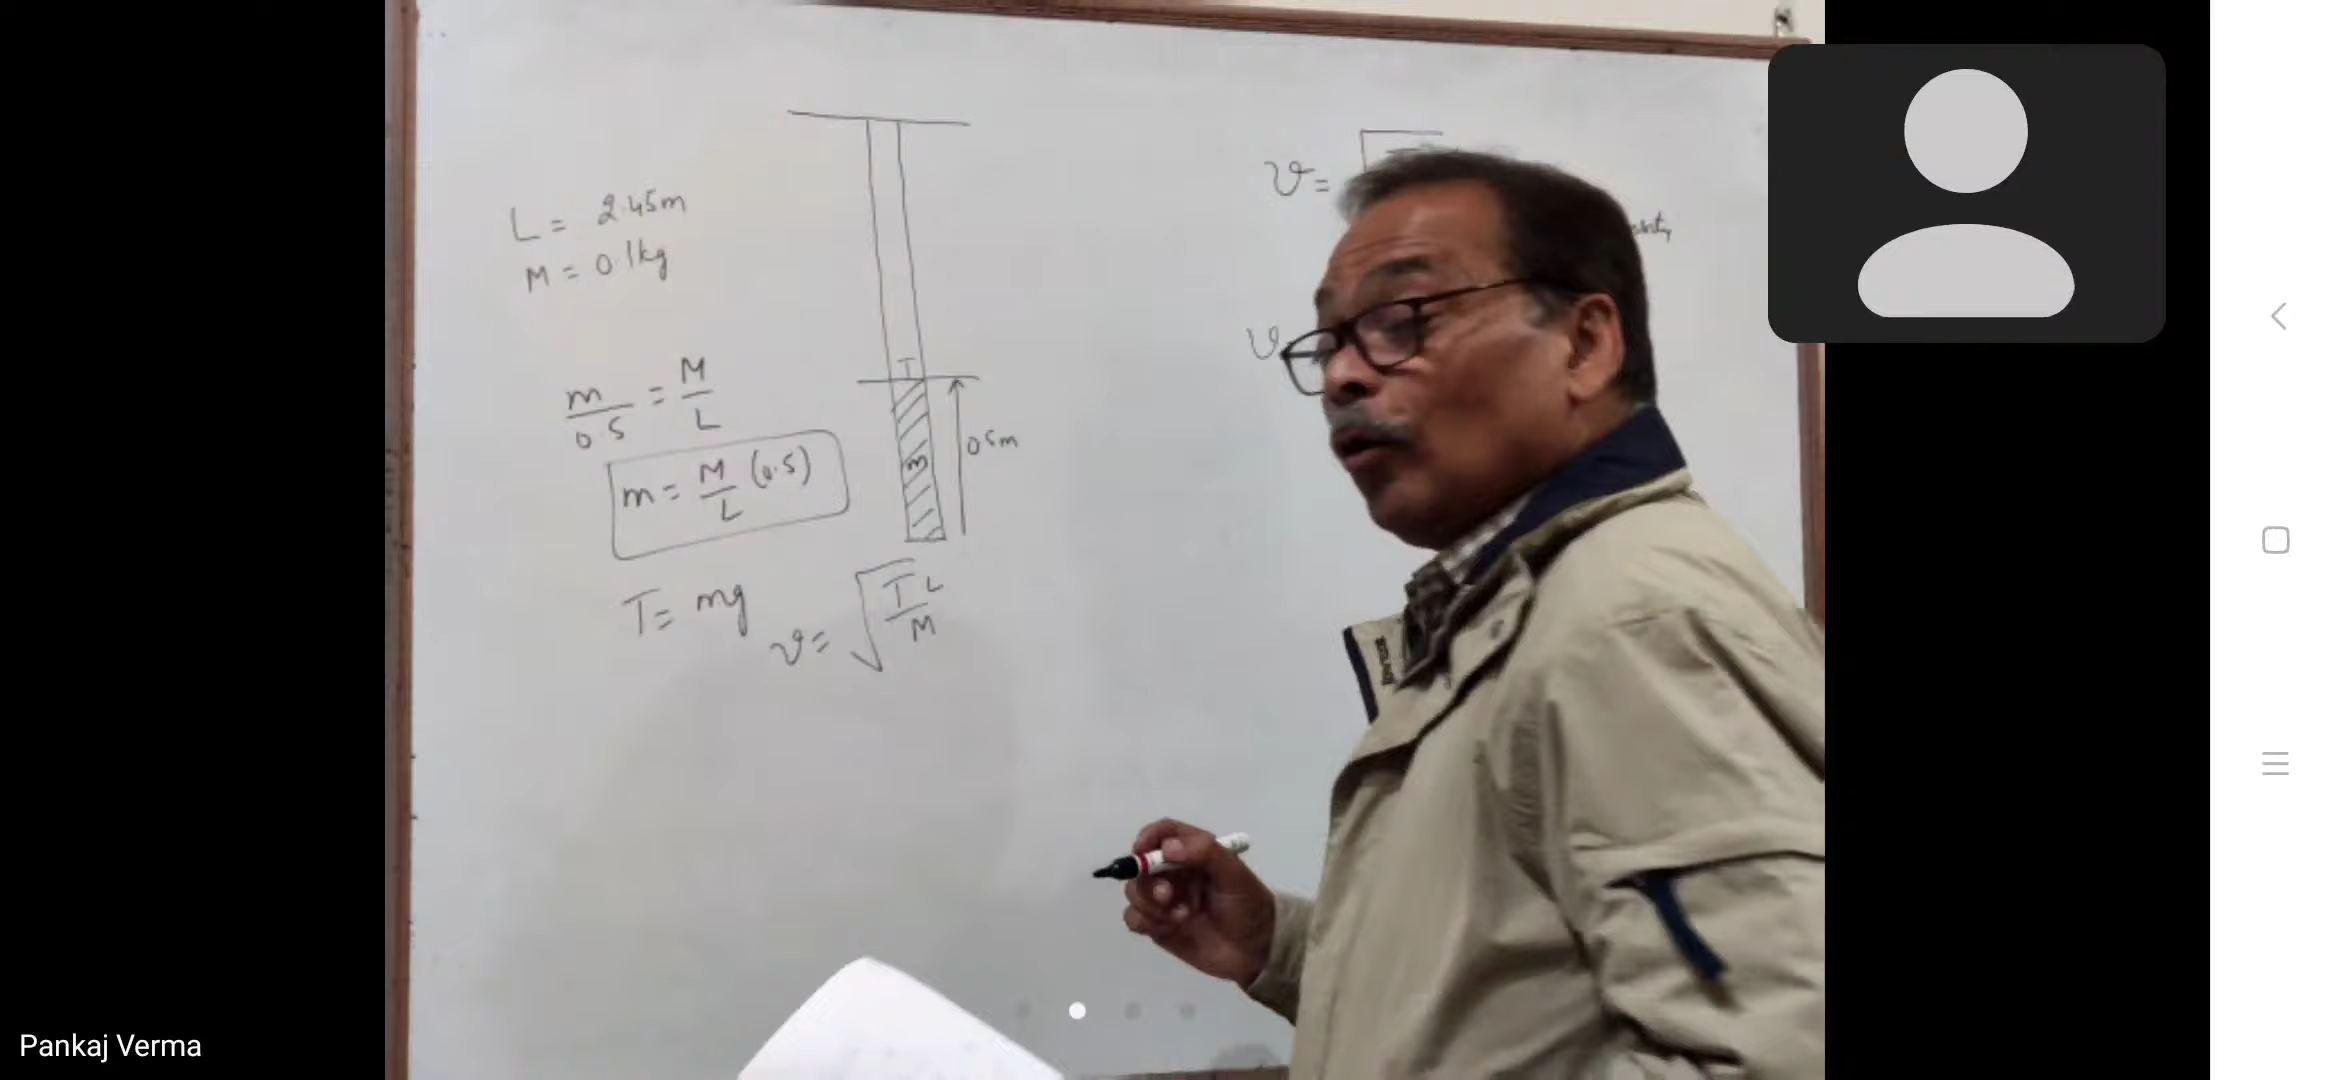 L = 2.45m
M = 0.1kg
m/0.5 = M/L
m = M/L (0.5)
T = mg
v = √(TL/M)
T
m
0.5m
v =
v
Pankaj Verma